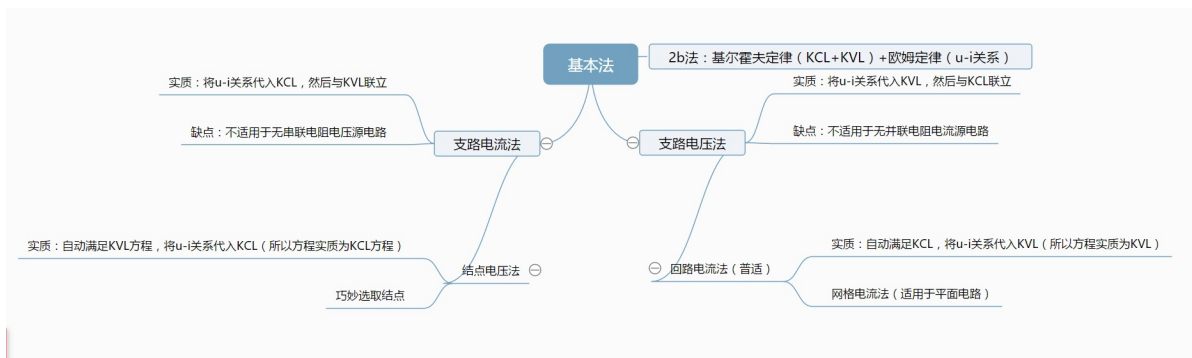 基本法
2b法：基尔霍夫定律（KCL+KVL）+欧姆定律（u-i关系）
实质：将u-i关系代入KCL，然后与KVL联立
缺点：不适用于无串联电阻电压源电路
支路电流法
实质：自动满足KVL方程，将u-i关系代入KCL（所以方程实质为KCL方程）
结点电压法
巧妙选取结点
实质：将u-i关系代入KVL，然后与KCL联立
缺点：不适用于无并联电阻电流源电路
支路电压法
实质：自动满足KCL，将u-i关系代入KVL（所以方程实质为KVL）
回路电流法（普适）
网格电流法（适用于平面电路）